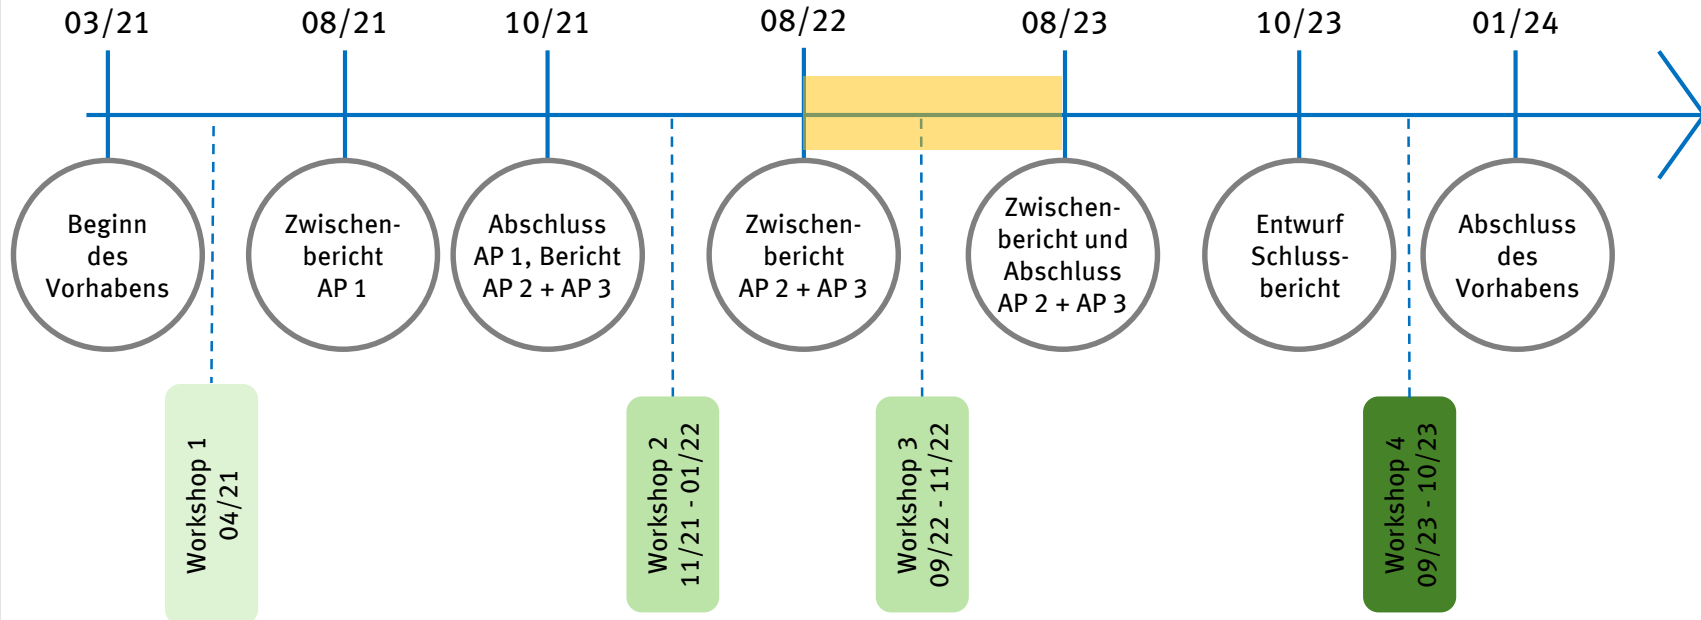 03/21
08/21
10/21
08/22
08/23
10/23
01/24
Beginn
des
Vorhabens
Zwischen-
bericht
AP 1
Abschluss
AP 1, Bericht
AP 2 + AP 3
Zwischen-
bericht
AP 2 + AP 3
Zwischen-
bericht und
Abschluss
AP 2 + AP 3
Entwurf
Schluss-
bericht
Abschluss
des
Vorhabens
Workshop 1
04/21
Workshop 2
11/21 - 01/22
Workshop 3
09/22 - 11/22
Workshop 4
09/23 - 10/23